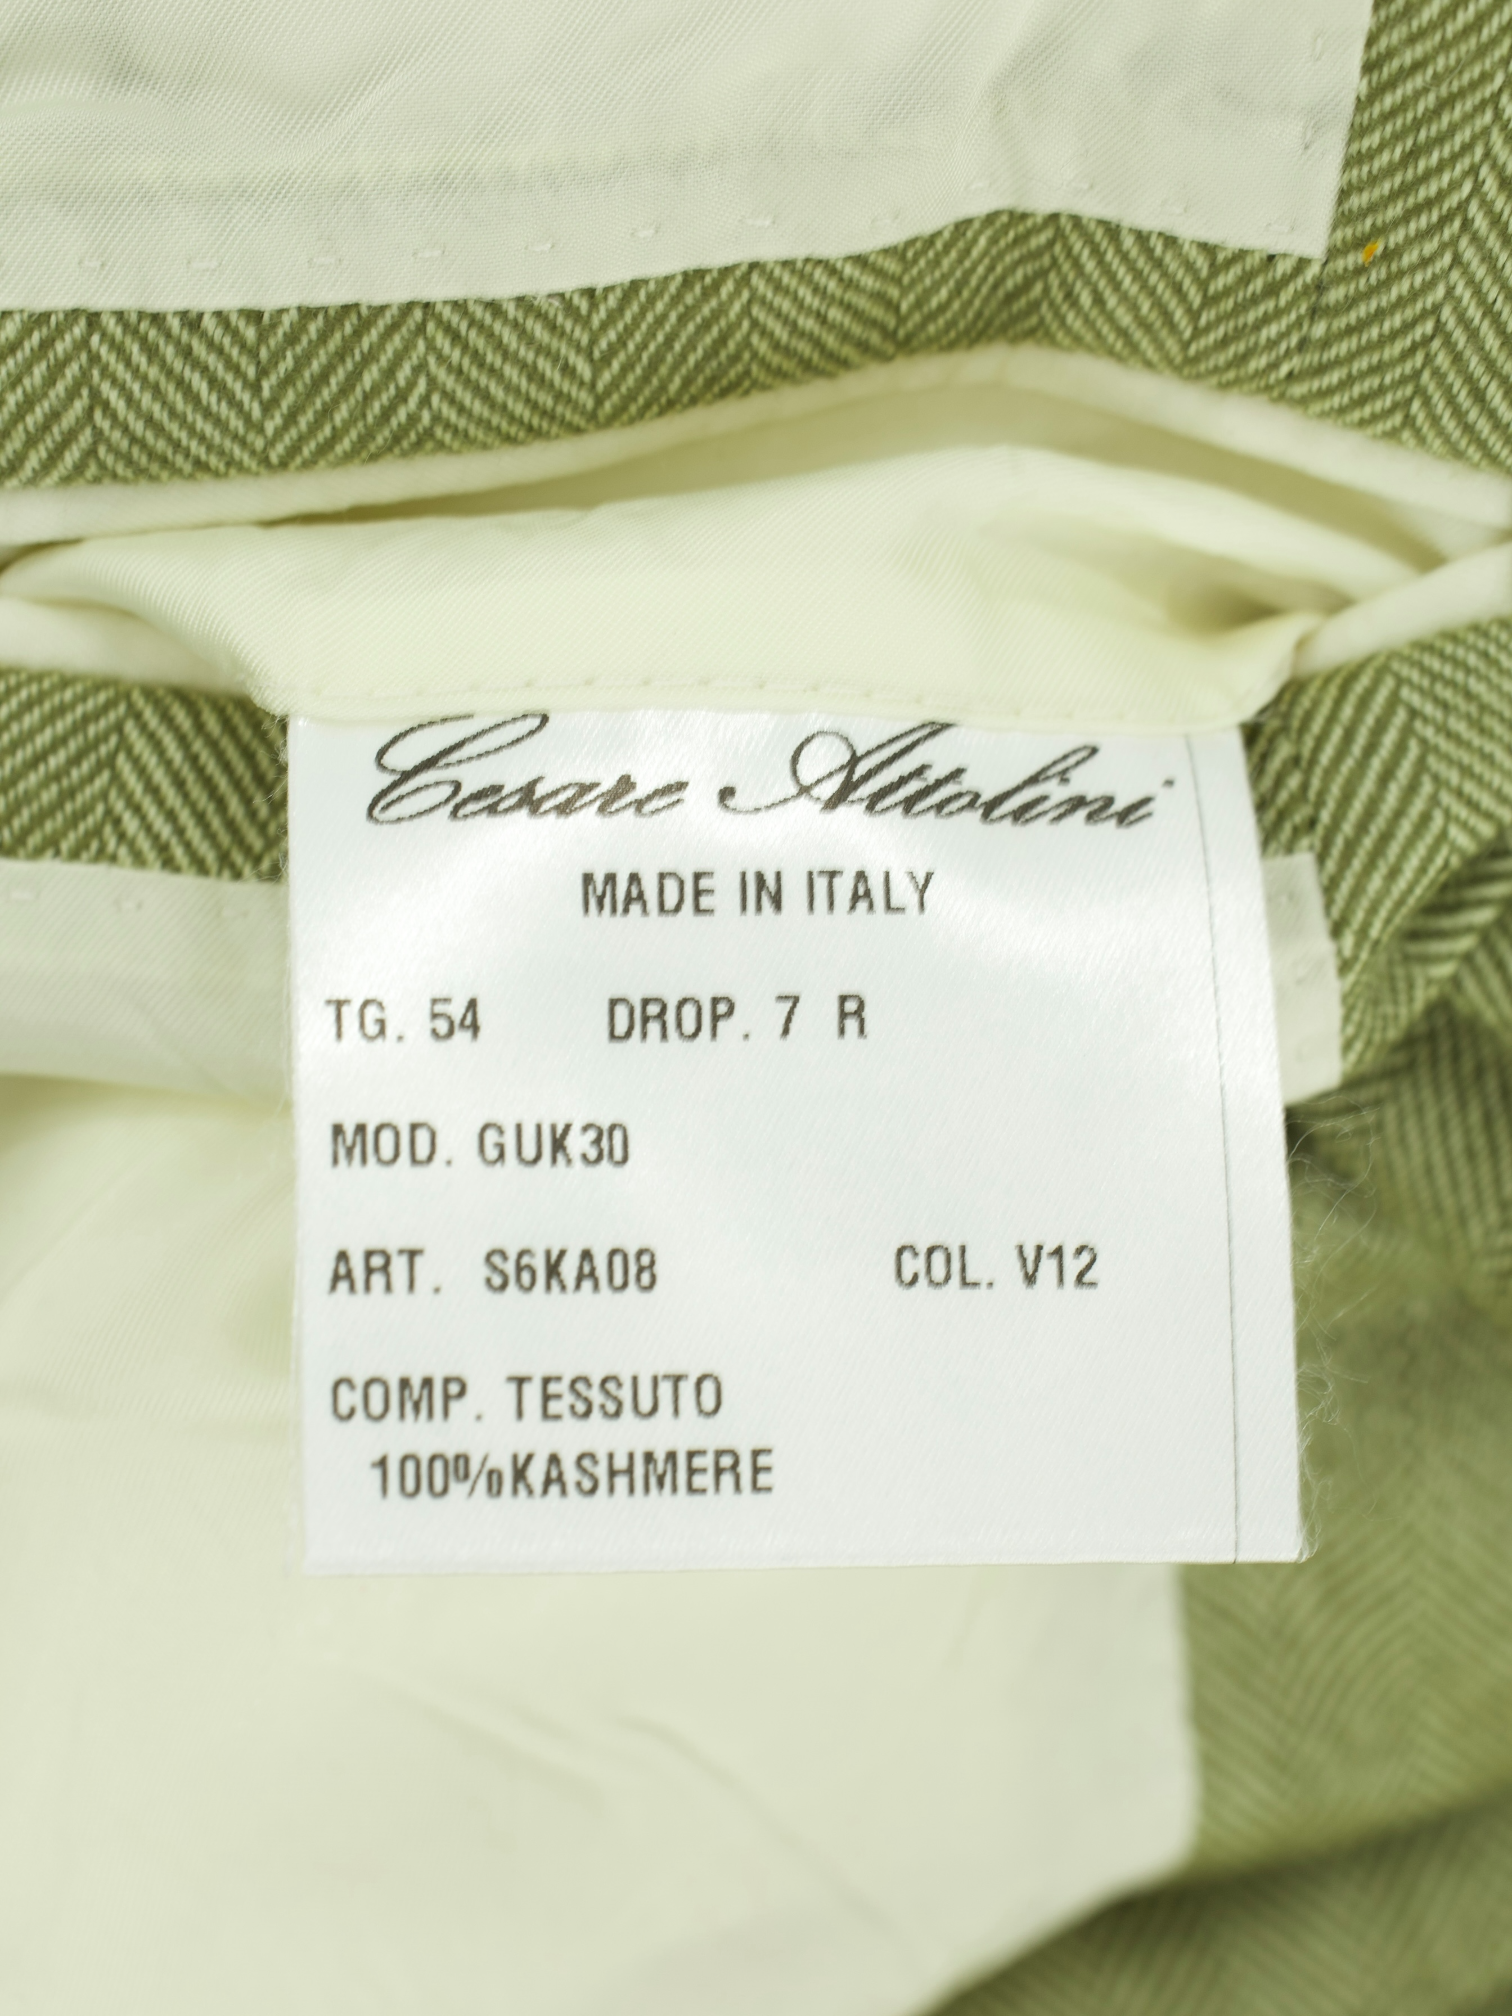 Cesare Attolini
MADE IN ITALY
TG. 54 DROP. 7 R
MOD. GUK30
ART. S6KA08 COL. V12
COMP. TESSUTO
100%KASHMERE